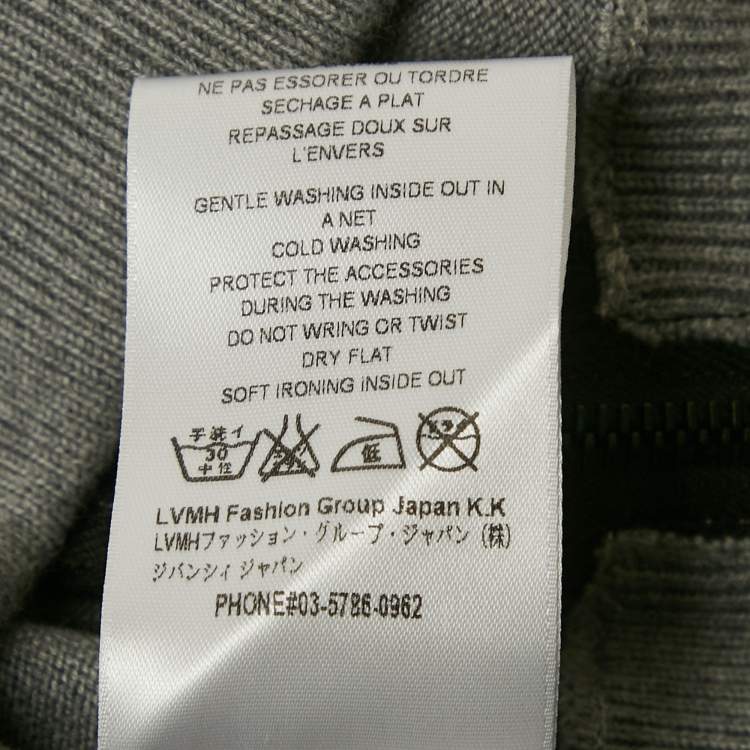 NE PAS ESSORER OU TORDRE
SECHAGE A PLAT
REPASSAGE DOUX SUR
L'ENVERS
GENTLE WASHING INSIDE OUT IN
A NET
COLD WASHING
PROTECT THE ACCESSORIES
DURING THE WASHING
DO NOT WRING OR TWIST
DRY FLAT
SOFT IRONING INSIDE OUT
手洗イ
30
中性
低
LVMH Fashion Group Japan K.K
LVMHファッション・グループ・ジャパン (株)
ジバンシィ ジャパン
PHONE#03-5786-0962